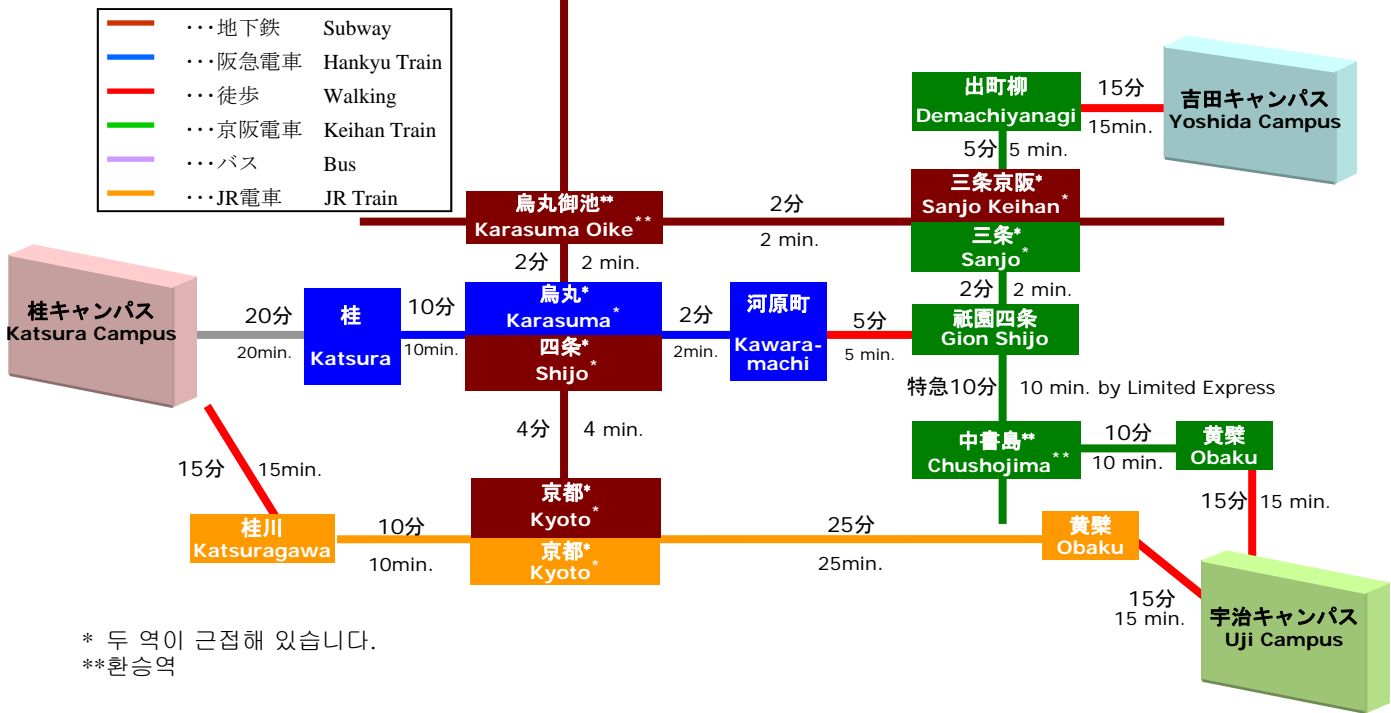 ･･･地下鉄 Subway
･･･阪急電車 Hankyu Train
･･･徒歩 Walking
･･･京阪電車 Keihan Train
･･･バス Bus
･･･JR電車 JR Train
出町柳
Demachiyanagi
15分
15min.
吉田キャンパス
Yoshida Campus
5分 5 min.
烏丸御池**
Karasuma Oike**
2分
2 min.
三条京阪*
Sanjo Keihan*
三条*
Sanjo*
2分 2 min.
2分 2 min.
桂キャンパス
Katsura Campus
20分
20min.
桂
Katsura
10分
10min.
烏丸*
Karasuma*
四条*
Shijo*
2分
2min.
河原町
Kawara-
machi
5分
5 min.
祇園四条
Gion Shijo
特急10分 10 min. by Limited Express
4分 4 min.
中書島**
Chushojima**
10分
10 min.
黄檗
Obaku
15分 15min.
15分 15 min.
桂川
Katsuragawa
10分
10min.
京都*
Kyoto*
京都*
Kyoto*
25分
25min.
黄檗
Obaku
15分
15 min.
宇治キャンパス
Uji Campus
* 두 역이 근접해 있습니다.
**환승역